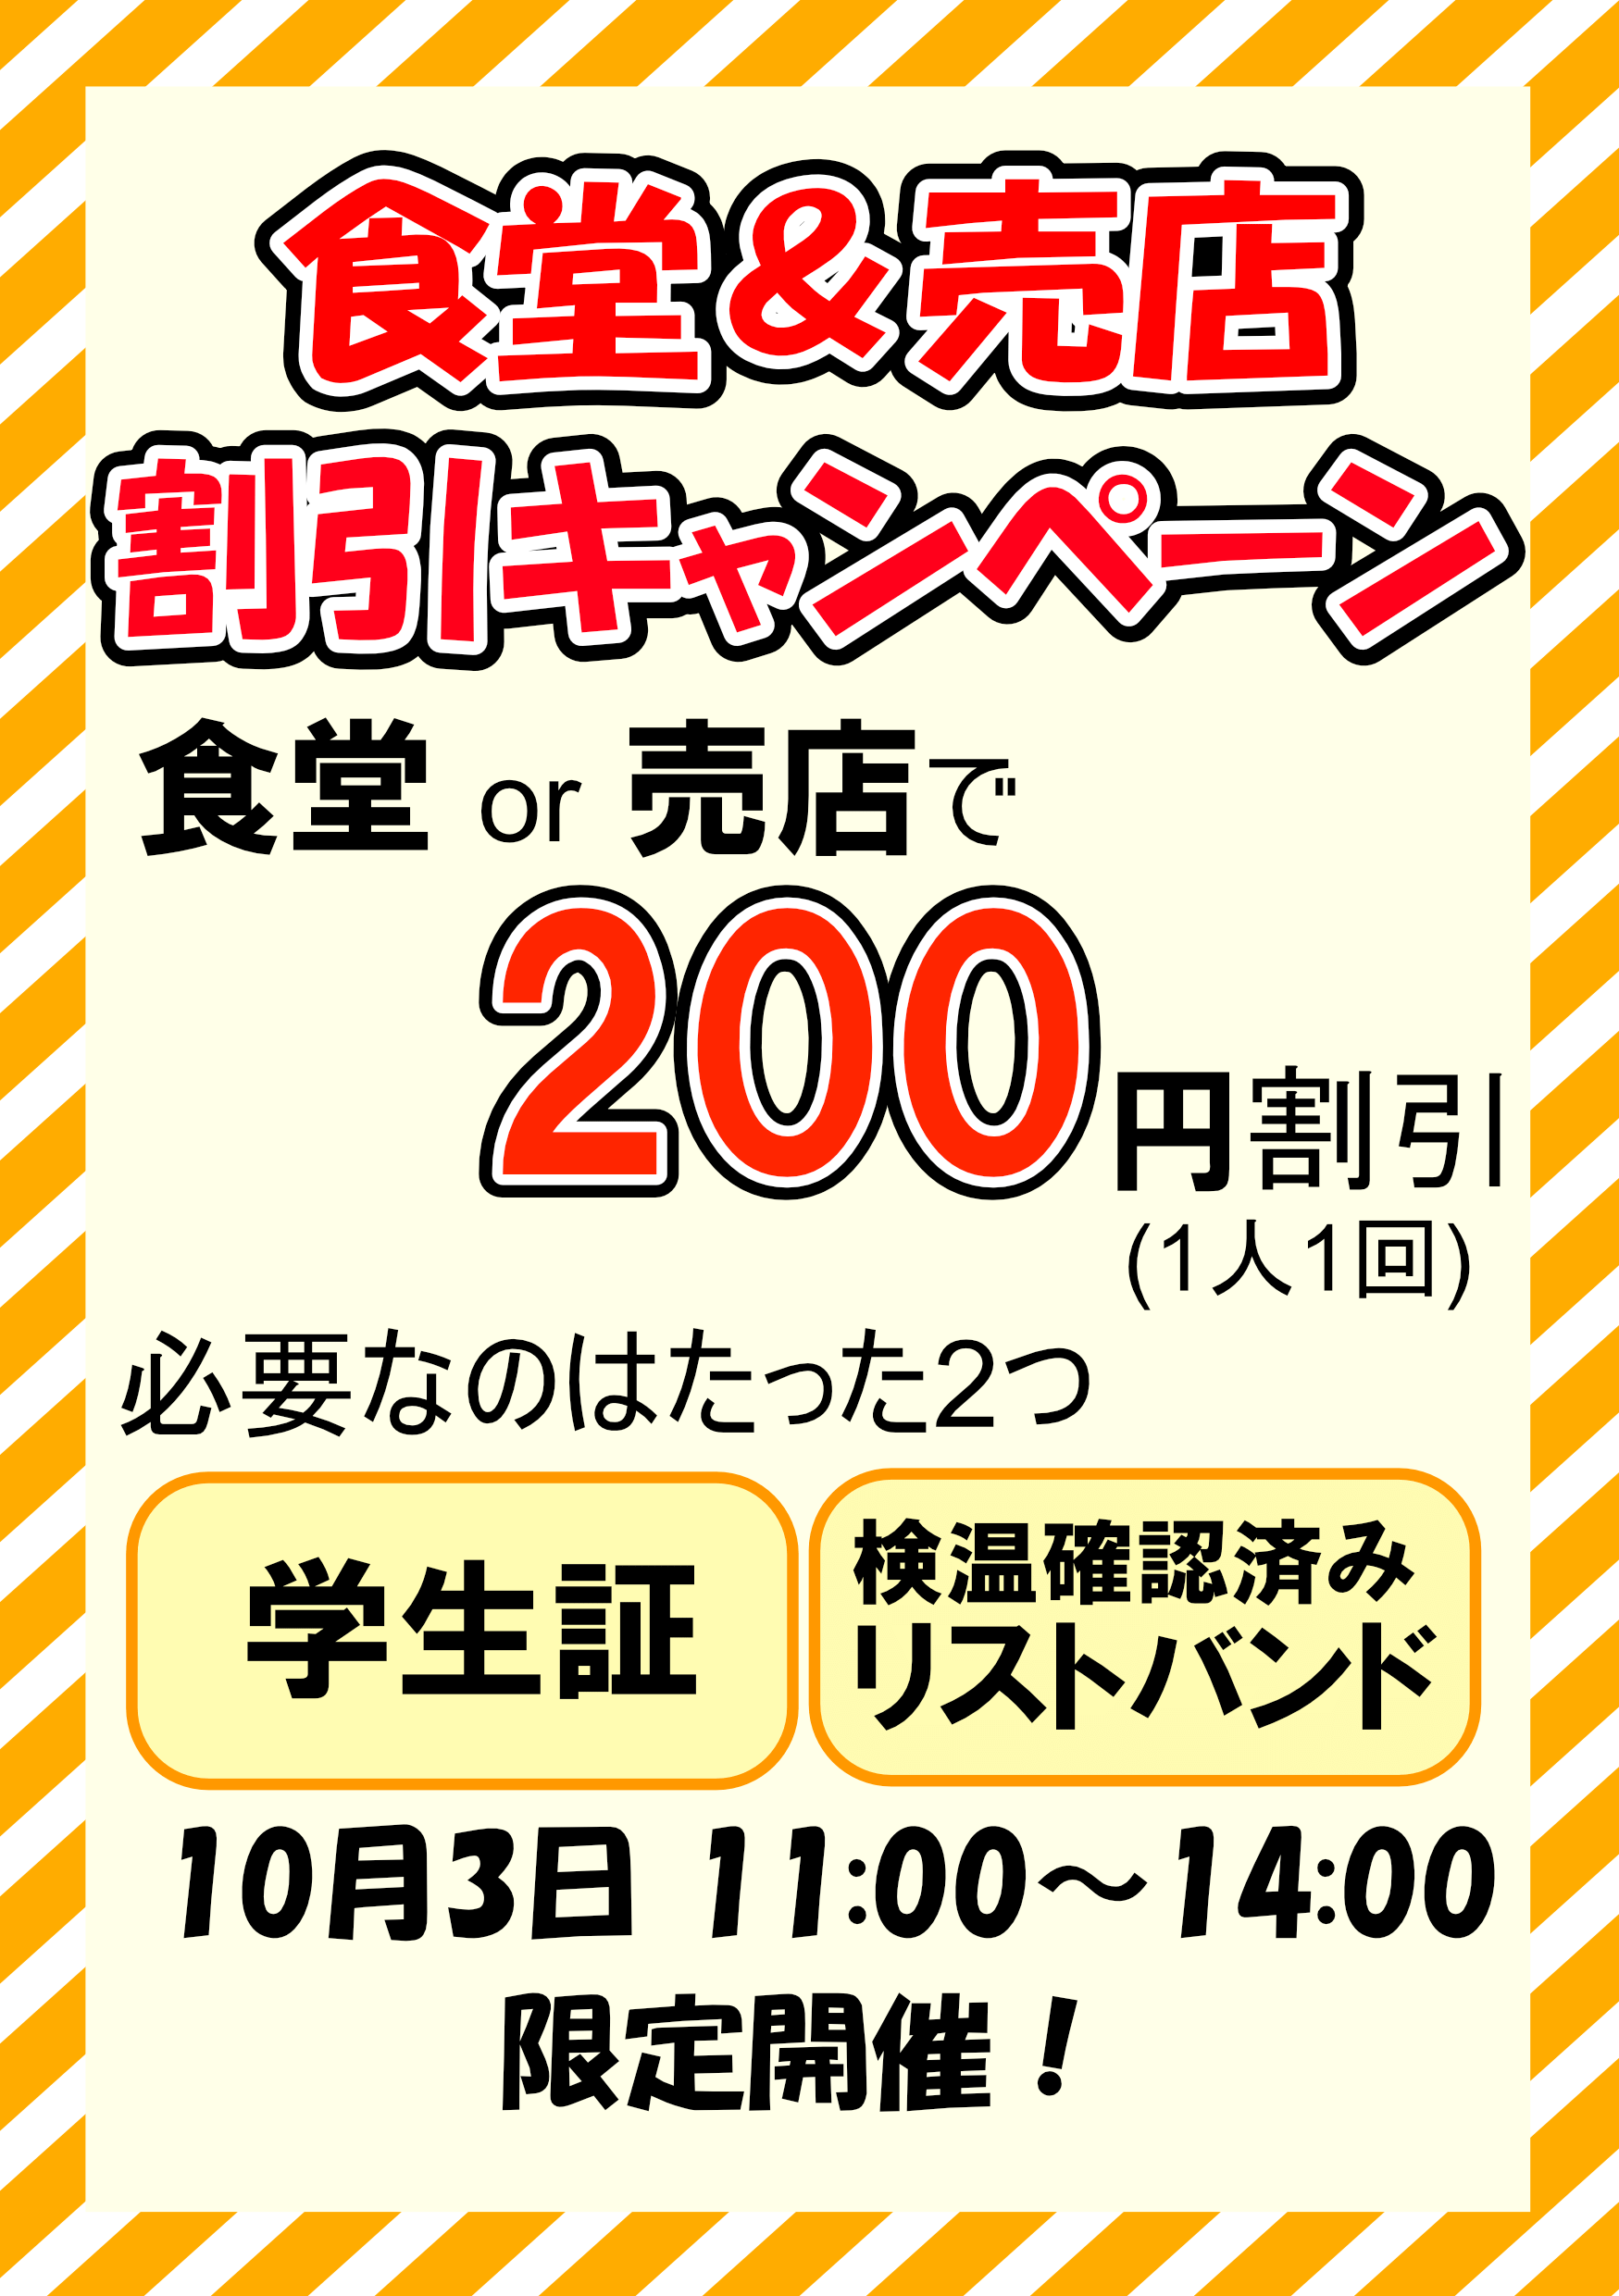 食堂&売店
割引キャンペーン
食堂 or 売店で
200円割引
(1人1回)
必要なのはたった2つ
学生証
検温確認済み
リストバンド
10月3日 11:00～14:00
限定開催！